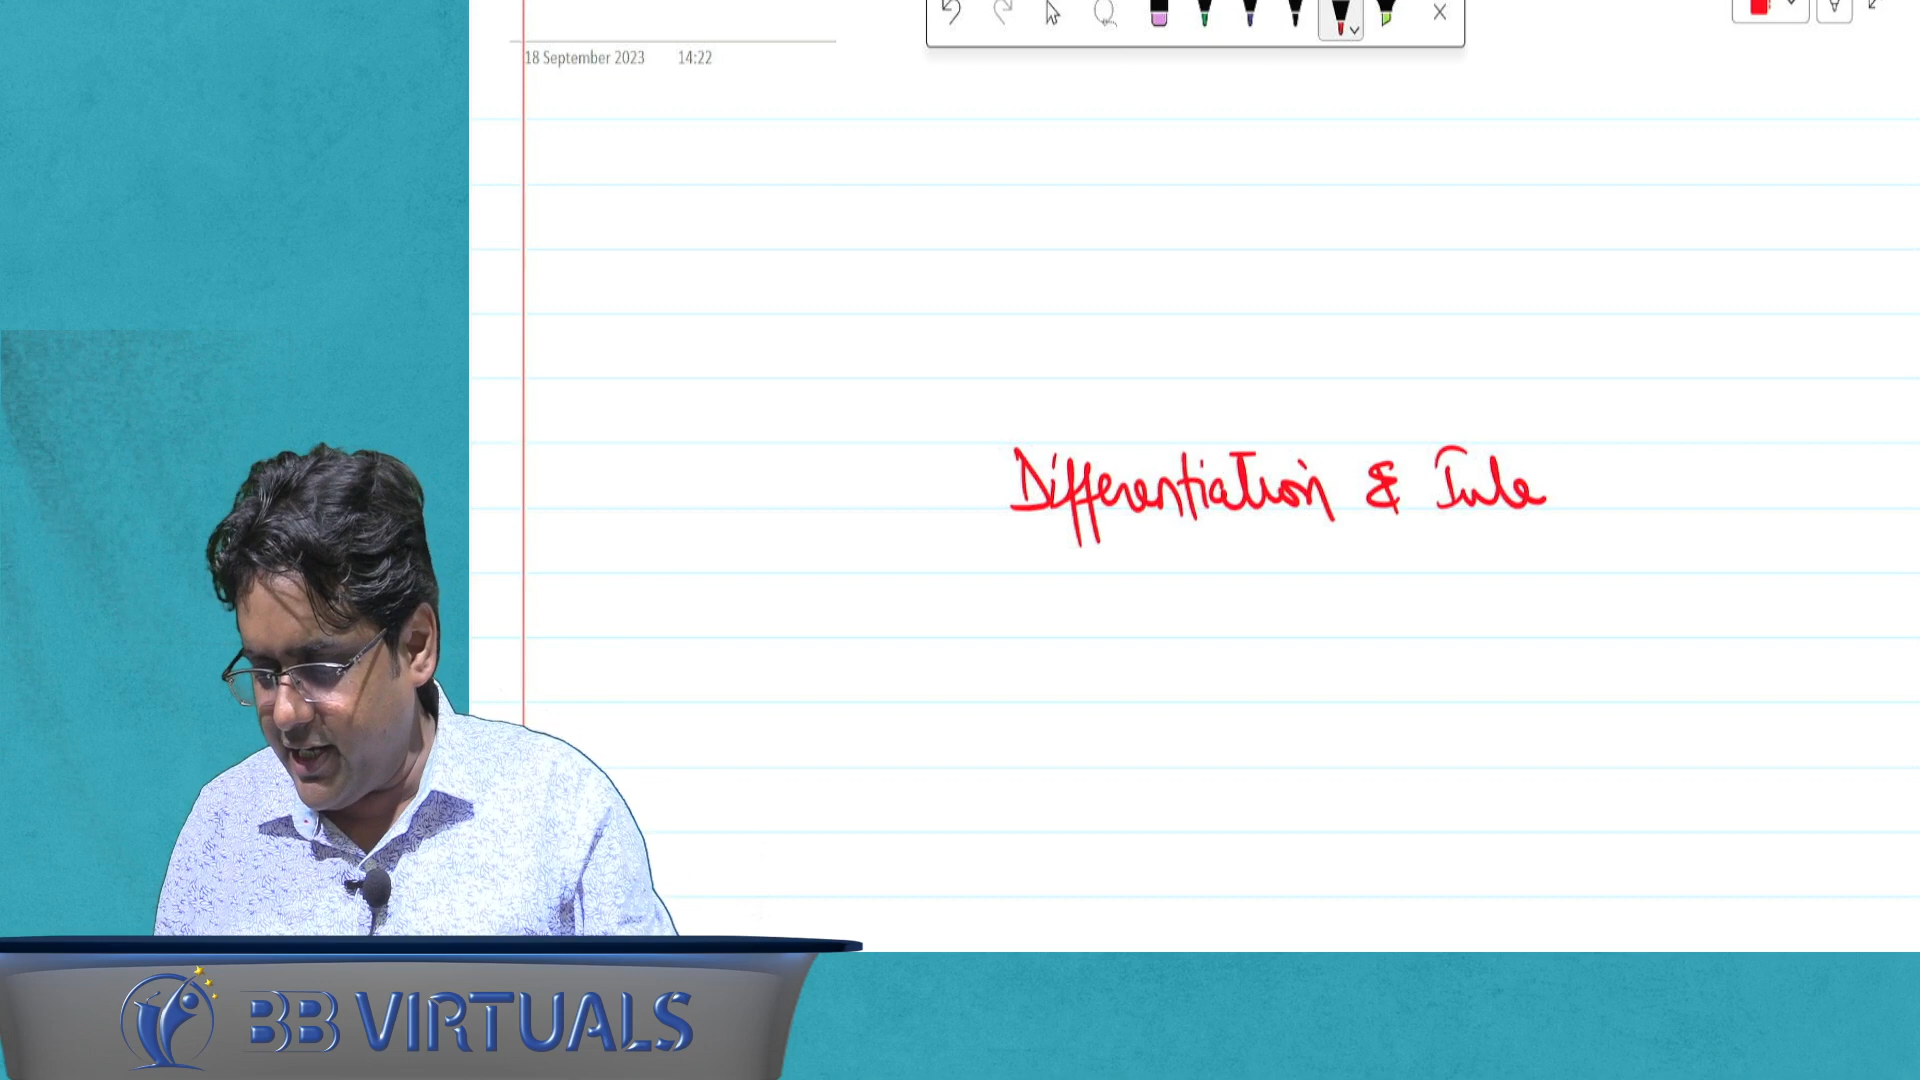 18 September 2023 14:22
Differentiation & Inte
BB VIRTUALS